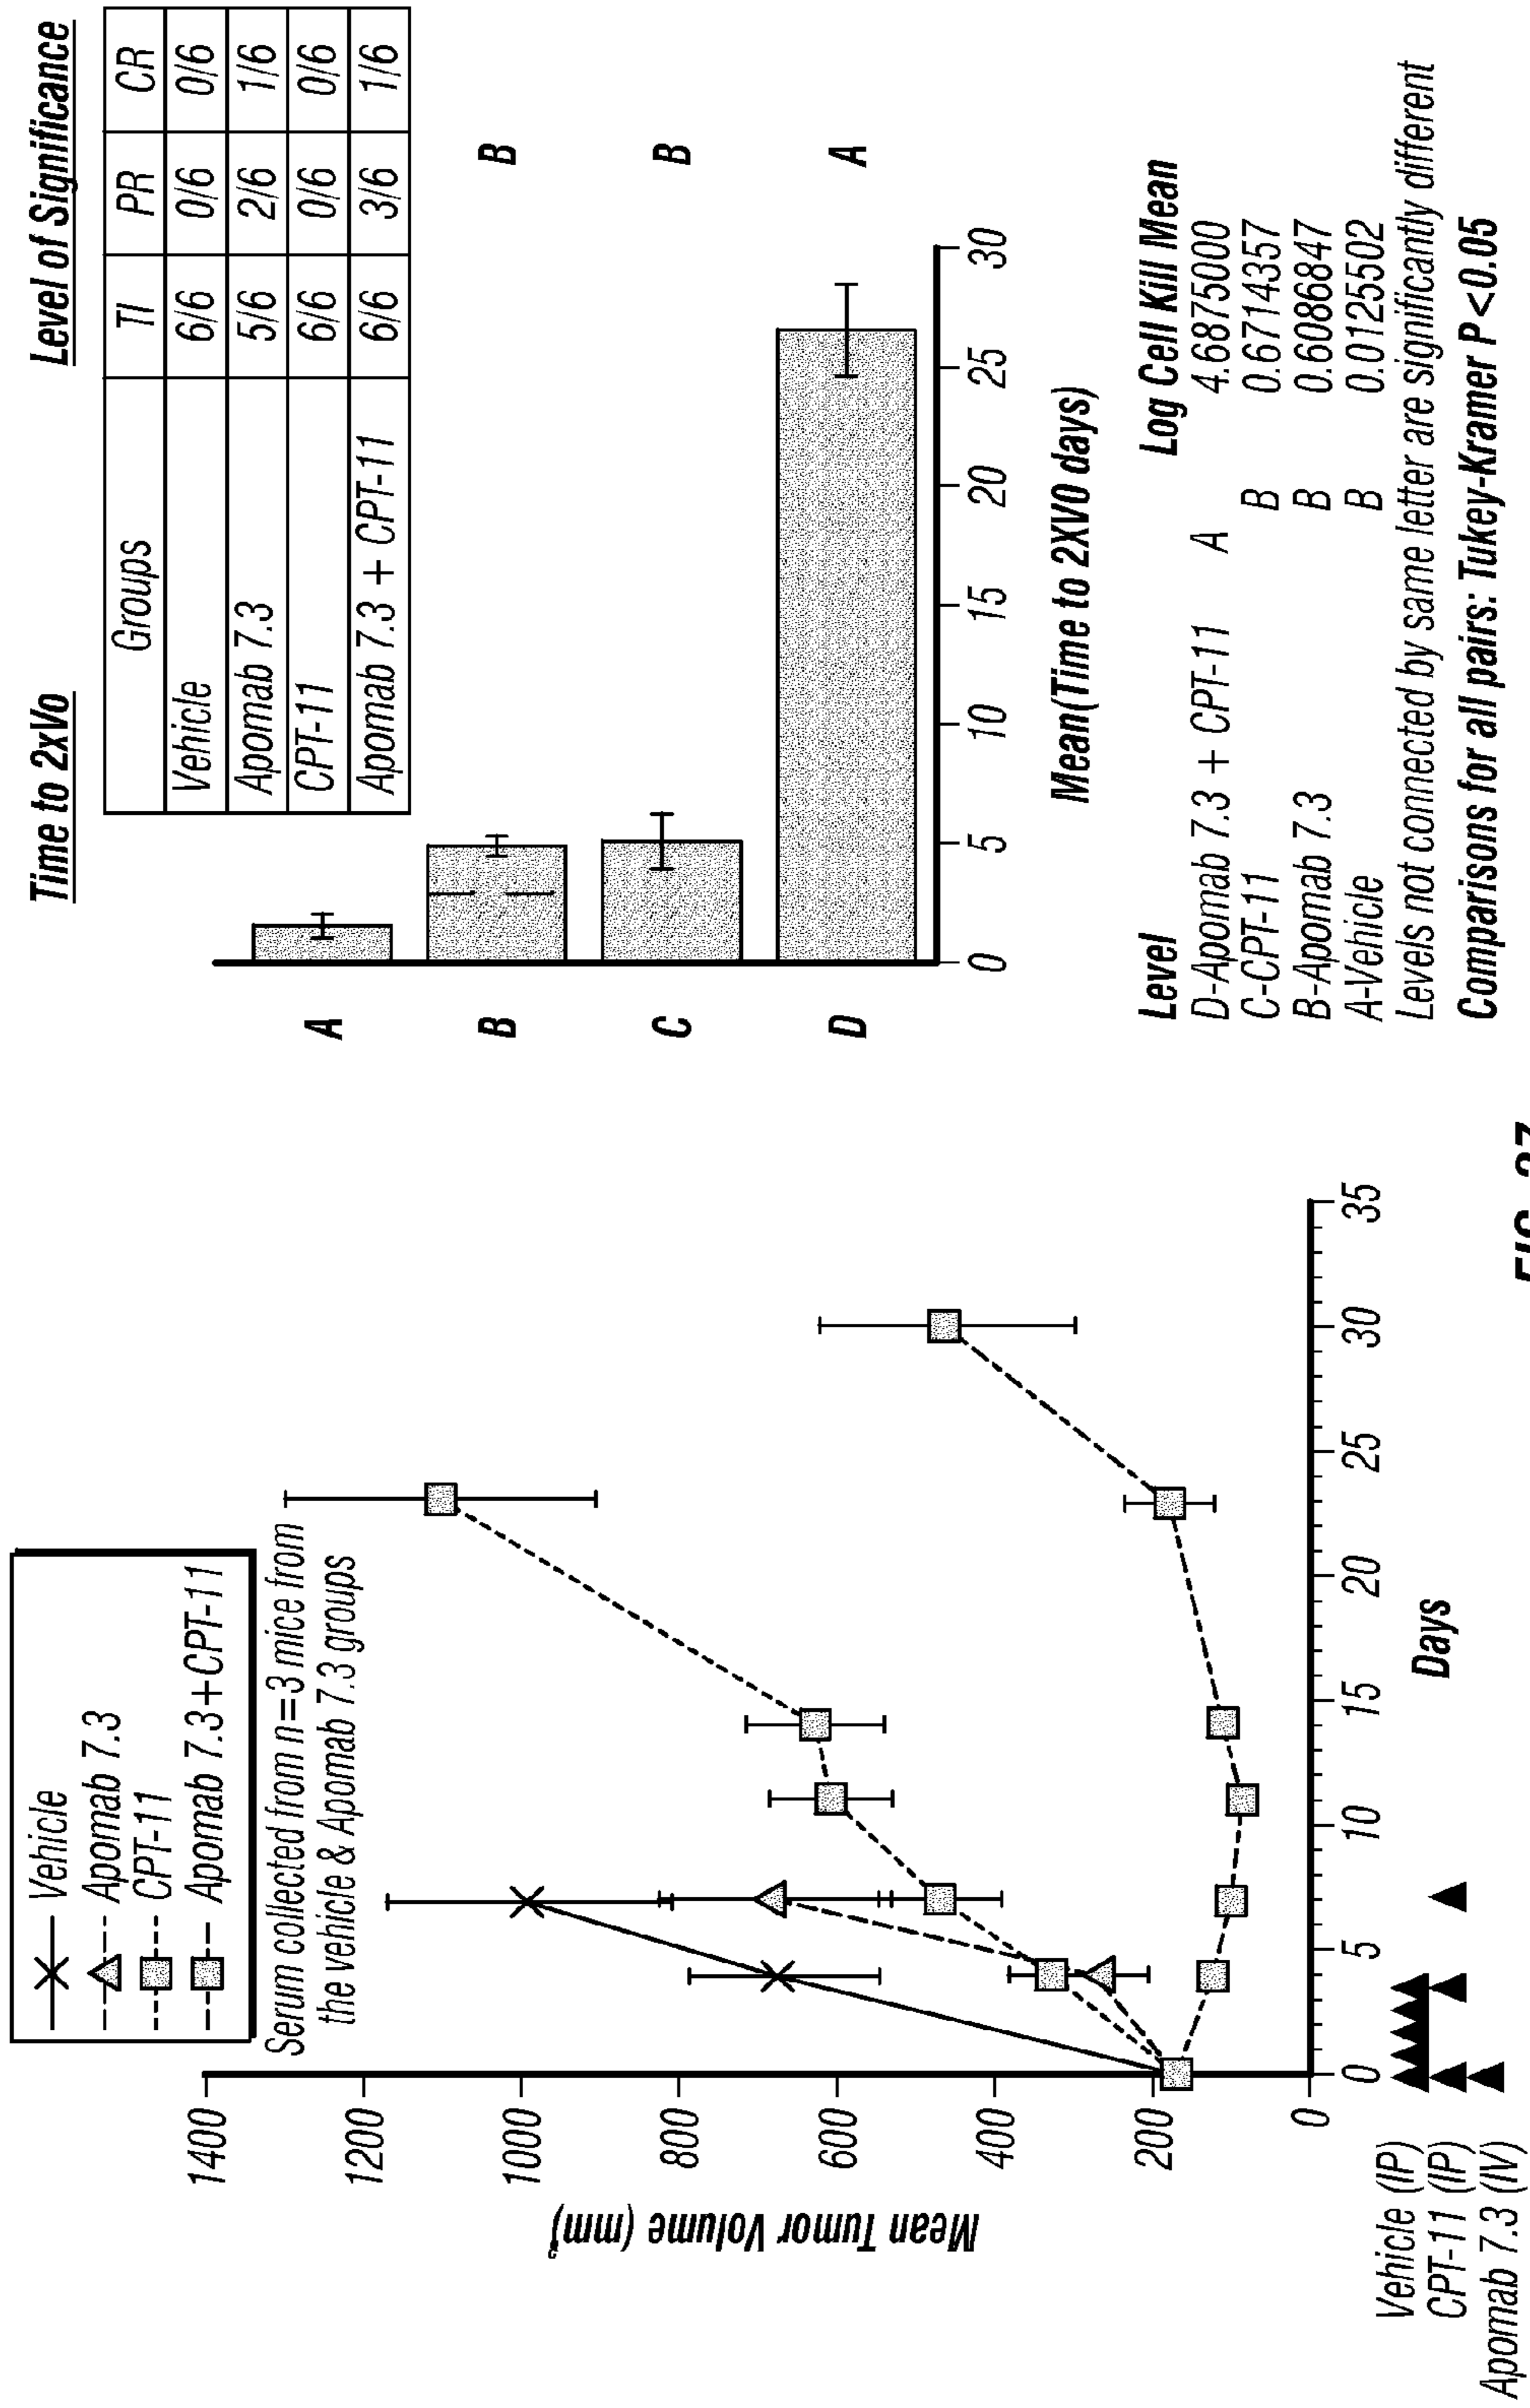 Vehicle
Apomab 7.3
CPT-11
Apomab 7.3+CPT-11
Serum collected from n=3 mice from
the vehicle & Apomab 7.3 groups
1400
1200
1000
800
600
400
200
0
Mean Tumor Volume (mm³)
0 5 10 15 20 25 30 35
Days
Vehicle (IP)
CPT-11 (IP)
Apomab 7.3 (IV)
Time to 2xVo
Level of Significance
Groups TI PR CR
Vehicle 6/6 0/6 0/6
Apomab 7.3 5/6 2/6 1/6
CPT-11 6/6 0/6 0/6
Apomab 7.3 + CPT-11 6/6 3/6 1/6
A
B B
C B
D A
0 5 10 15 20 25 30
Mean(Time to 2XV0 days)
Level Log Cell Kill Mean
D-Apomab 7.3 + CPT-11 A 4.6875000
C-CPT-11 B 0.6714357
B-Apomab 7.3 B 0.6086847
A-Vehicle B 0.0125502
Levels not connected by same letter are significantly different
Comparisons for all pairs: Tukey-Kramer P<0.05